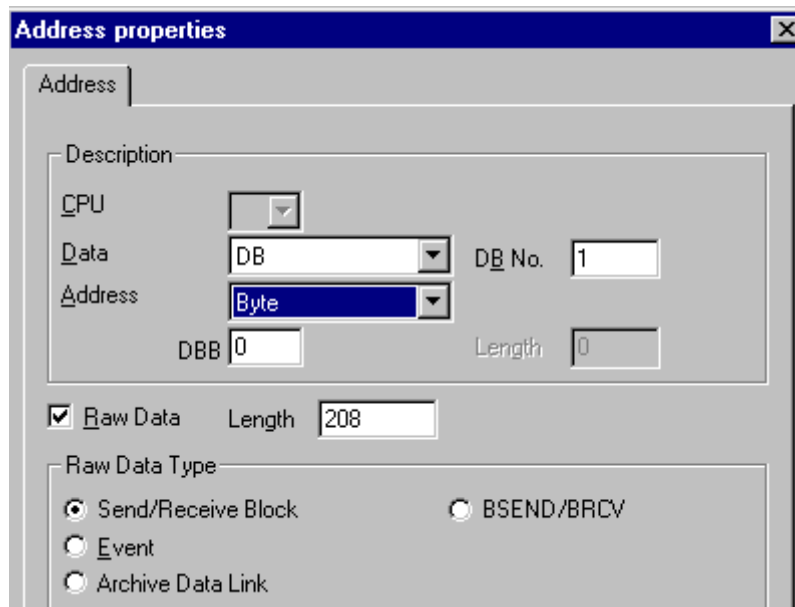 Address properties
Address
Description
CPU
Data DB DB No. 1
Address Byte
DBB 0 Length 0
Raw Data Length 208
Raw Data Type
Send/Receive Block BSEND/BRCV
Event
Archive Data Link